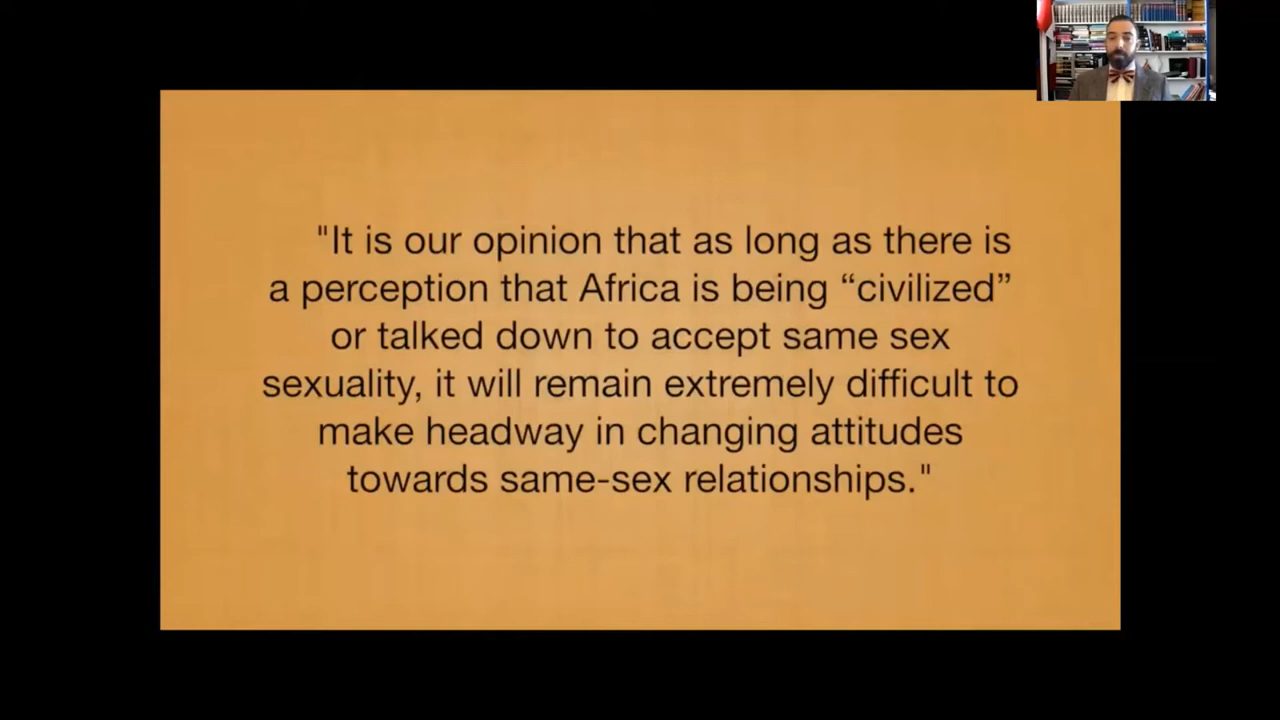 "It is our opinion that as long as there is
a perception that Africa is being “civilized”
or talked down to accept same sex
sexuality, it will remain extremely difficult to
make headway in changing attitudes
towards same-sex relationships."